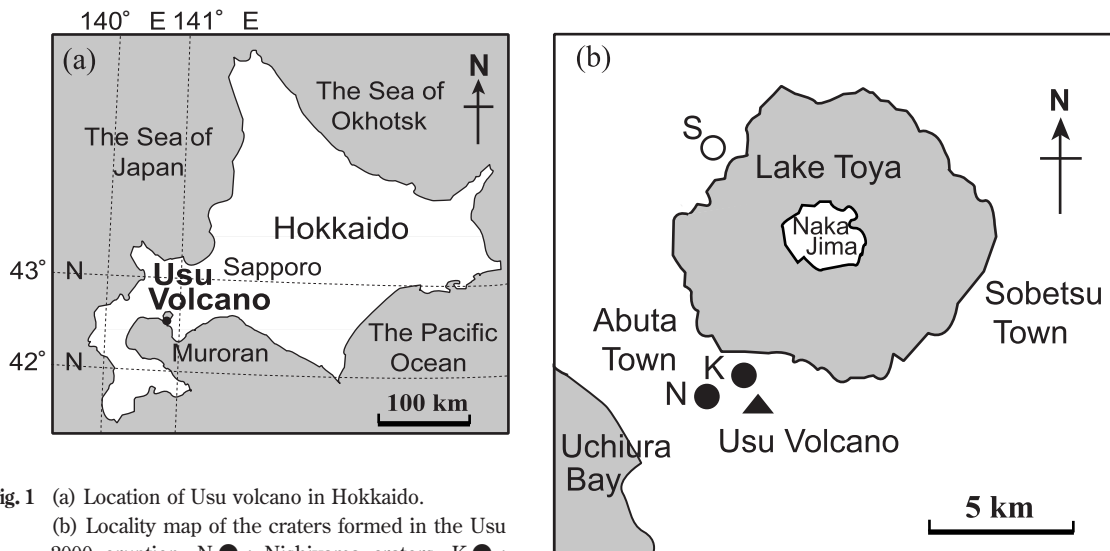 140° E 141° E
(a)
N
The Sea of
Okhotsk
The Sea of
Japan
Hokkaido
Sapporo
43° N
Usu
Volcano
The Pacific
Ocean
Muroran
42° N
100 km
(b)
N
S
Lake Toya
Naka
Jima
Sobetsu
Town
Abuta
Town
K
N
Usu Volcano
Uchiura
Bay
5 km
ig. 1 (a) Location of Usu volcano in Hokkaido.
(b) Locality map of the craters formed in the Usu